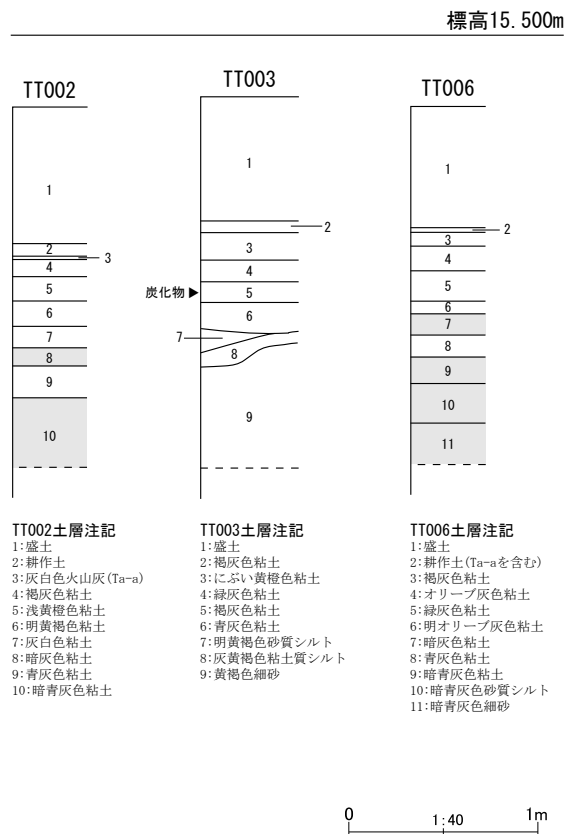 標高15.500m
TT002
1
2
3
4
5
6
7
8
9
10
TT003
1
2
3
4
炭化物▶
5
6
7
8
9
TT006
1
2
3
4
5
6
7
8
9
10
11
TT002土層注記
1:盛土
2:耕作土
3:灰白色火山灰(Ta-a)
4:褐灰色粘土
5:浅黄橙色粘土
6:明黄褐色粘土
7:灰白色粘土
8:暗灰色粘土
9:青灰色粘土
10:暗青灰色粘土
TT003土層注記
1:盛土
2:褐灰色粘土
3:にぶい黄橙色粘土
4:緑灰色粘土
5:褐灰色粘土
6:青灰色粘土
7:明黄褐色砂質シルト
8:灰黄褐色粘土質シルト
9:黄褐色細砂
TT006土層注記
1:盛土
2:耕作土(Ta-aを含む)
3:褐灰色粘土
4:オリーブ灰色粘土
5:緑灰色粘土
6:明オリーブ灰色粘土
7:暗灰色粘土
8:青灰色粘土
9:暗青灰色粘土
10:暗青灰色砂質シルト
11:暗青灰色細砂
0 1:40 1m